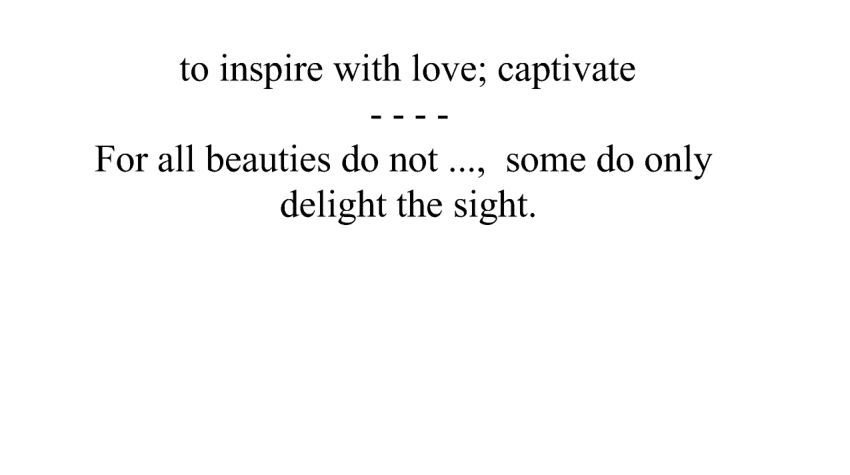 to inspire with love; captivate
- - - -
For all beauties do not ...,  some do only
delight the sight.